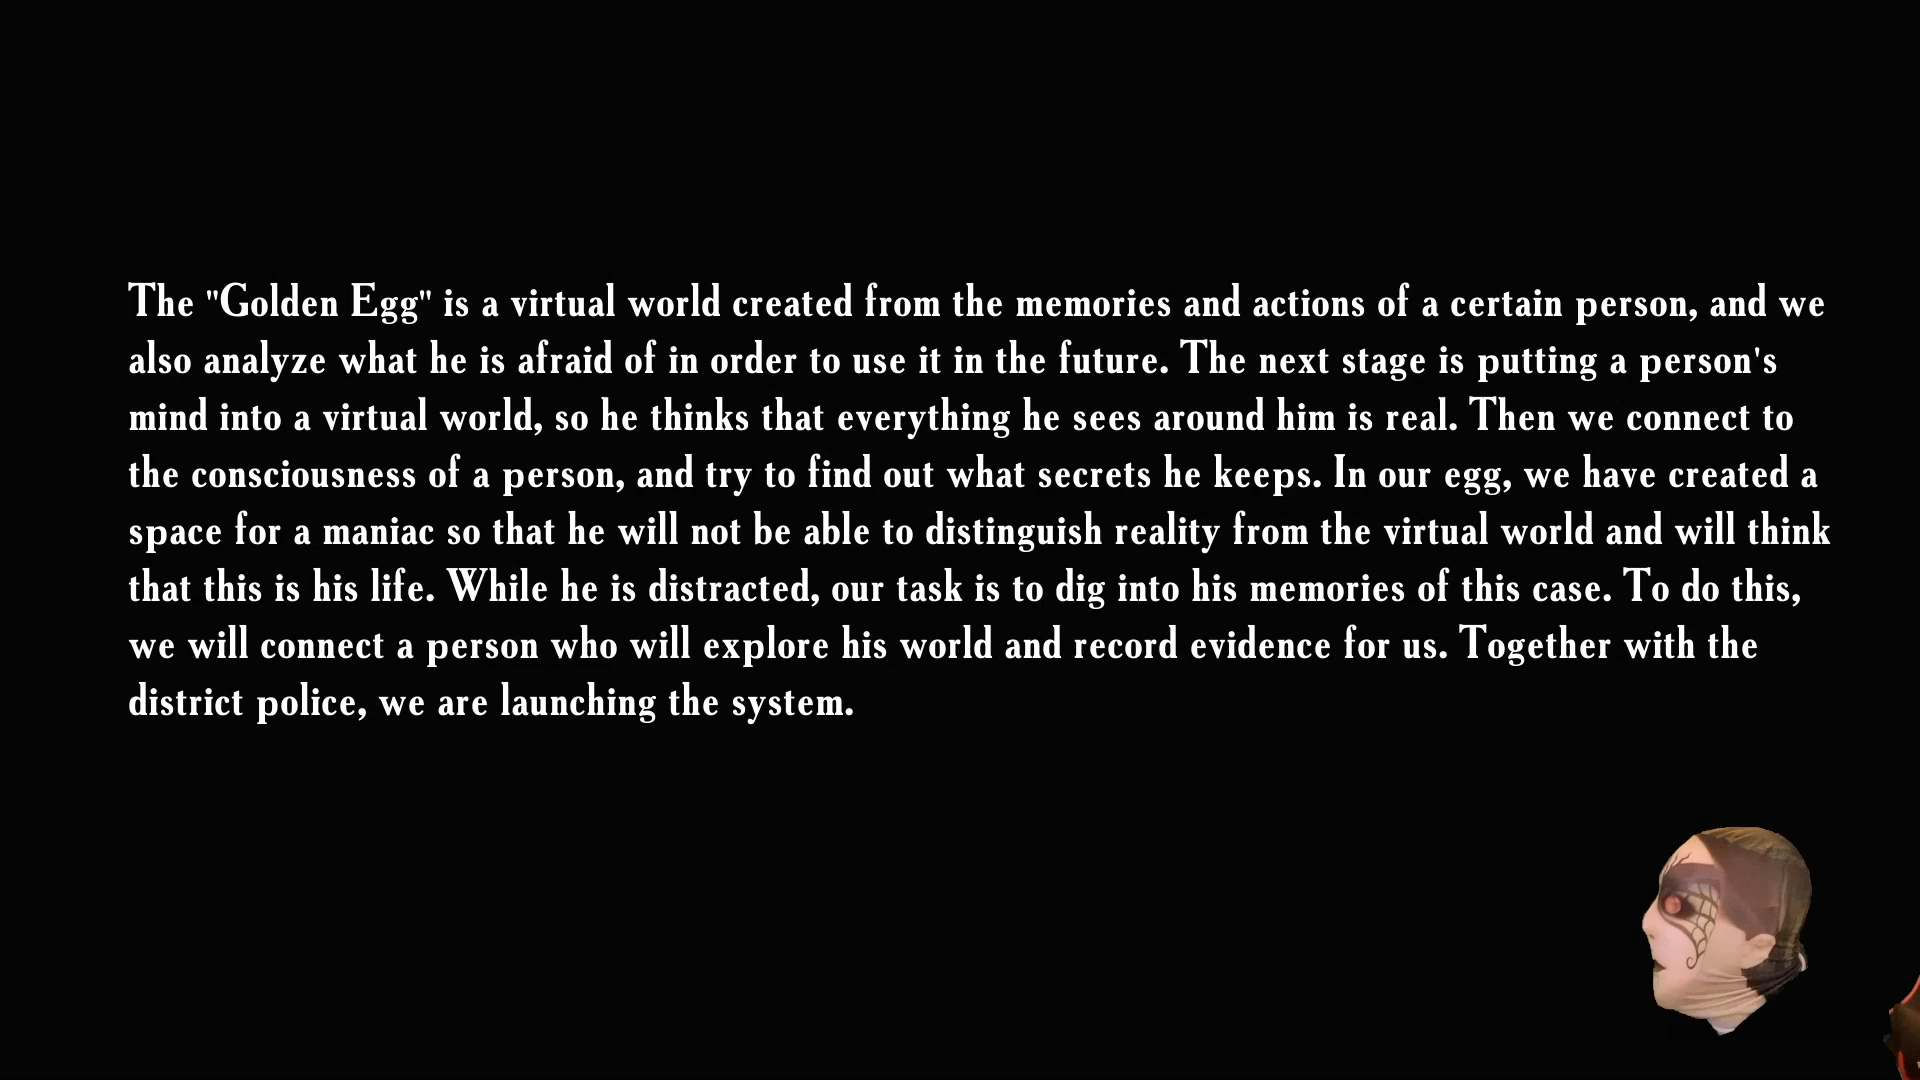 The "Golden Egg" is a virtual world created from the memories and actions of a certain person, and we
also analyze what he is afraid of in order to use it in the future. The next stage is putting a person's
mind into a virtual world, so he thinks that everything he sees around him is real. Then we connect to
the consciousness of a person, and try to find out what secrets he keeps. In our egg, we have created a
space for a maniac so that he will not be able to distinguish reality from the virtual world and will think
that this is his life. While he is distracted, our task is to dig into his memories of this case. To do this,
we will connect a person who will explore his world and record evidence for us. Together with the
district police, we are launching the system.